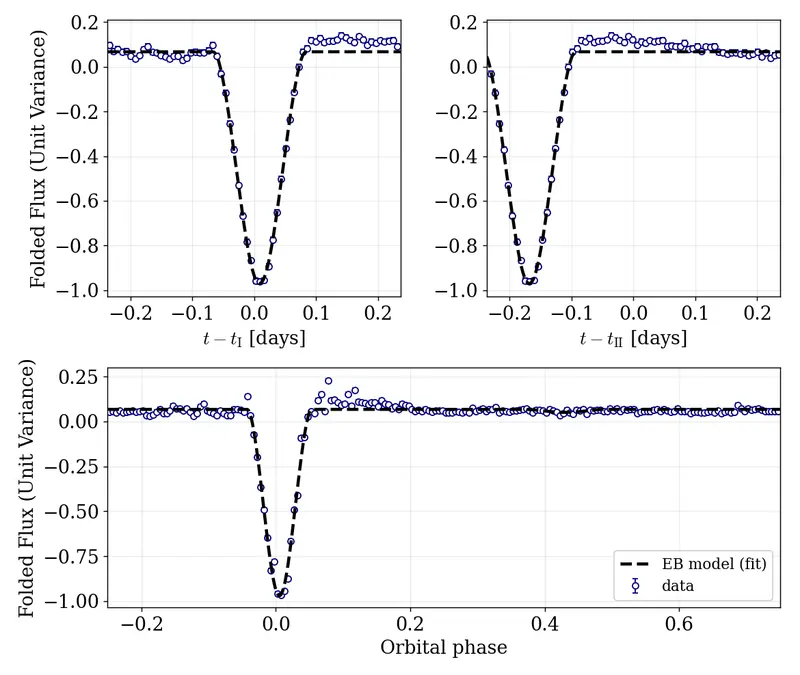 Folded Flux (Unit Variance)
0.2
0.0
−0.2
−0.4
−0.6
−0.8
−1.0
−0.2 −0.1 0.0 0.1 0.2
t − tI [days]
0.2
0.0
−0.2
−0.4
−0.6
−0.8
−1.0
−0.2 −0.1 0.0 0.1 0.2
t − tII [days]
Folded Flux (Unit Variance)
0.25
0.00
−0.25
−0.50
−0.75
−1.00
−0.2 0.0 0.2 0.4 0.6
Orbital phase
EB model (fit)
data